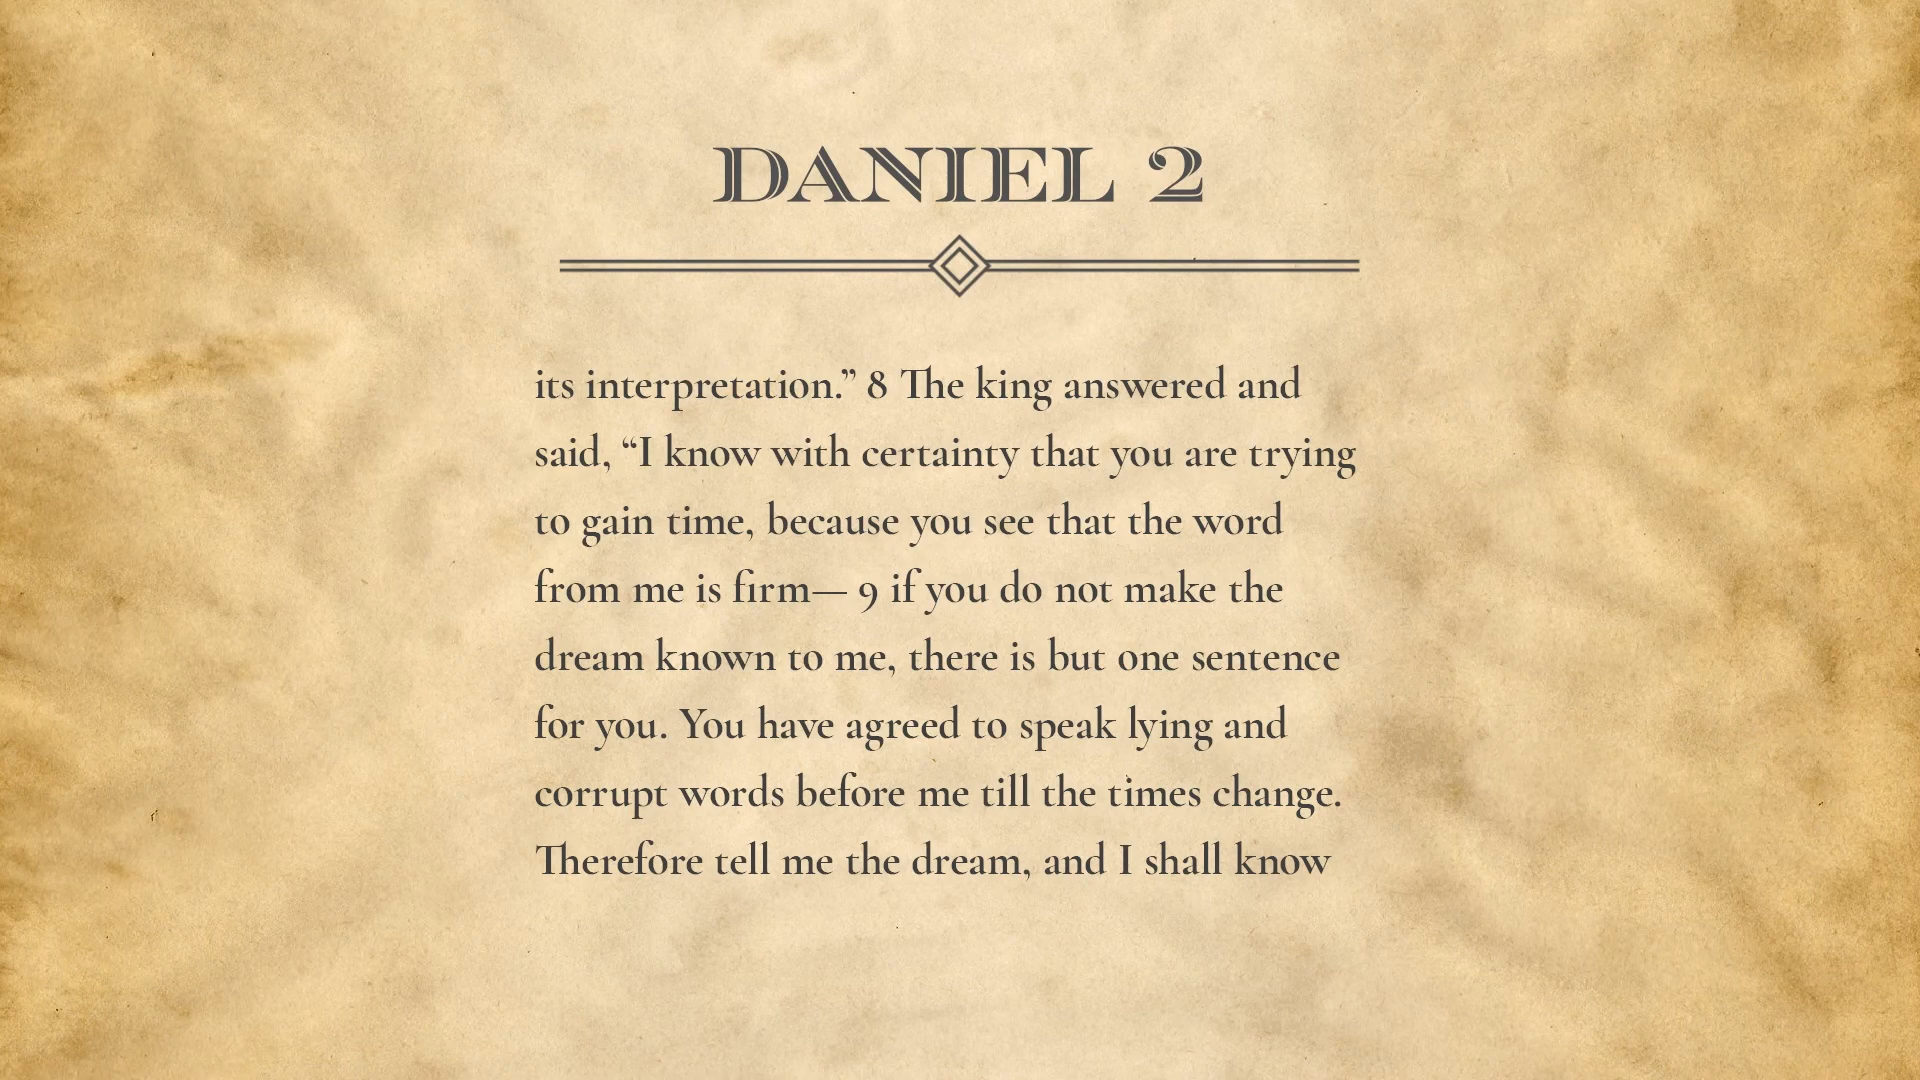 DANIEL 2
its interpretation.” 8 The king answered and
said, “I know with certainty that you are trying
to gain time, because you see that the word
from me is firm— 9 if you do not make the
dream known to me, there is but one sentence
for you. You have agreed to speak lying and
corrupt words before me till the times change.
Therefore tell me the dream, and I shall know